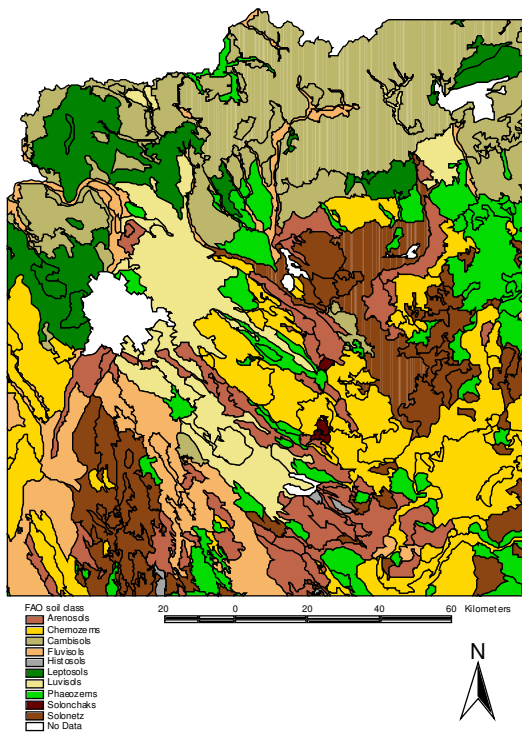 FAO soil class
Arenosols
Chernozems
Cambisols
Fluvisols
Histosols
Leptosols
Luvisols
Phaeozems
Solonchaks
Solonetz
No Data
20 0 20 40 60 Kilometers
N